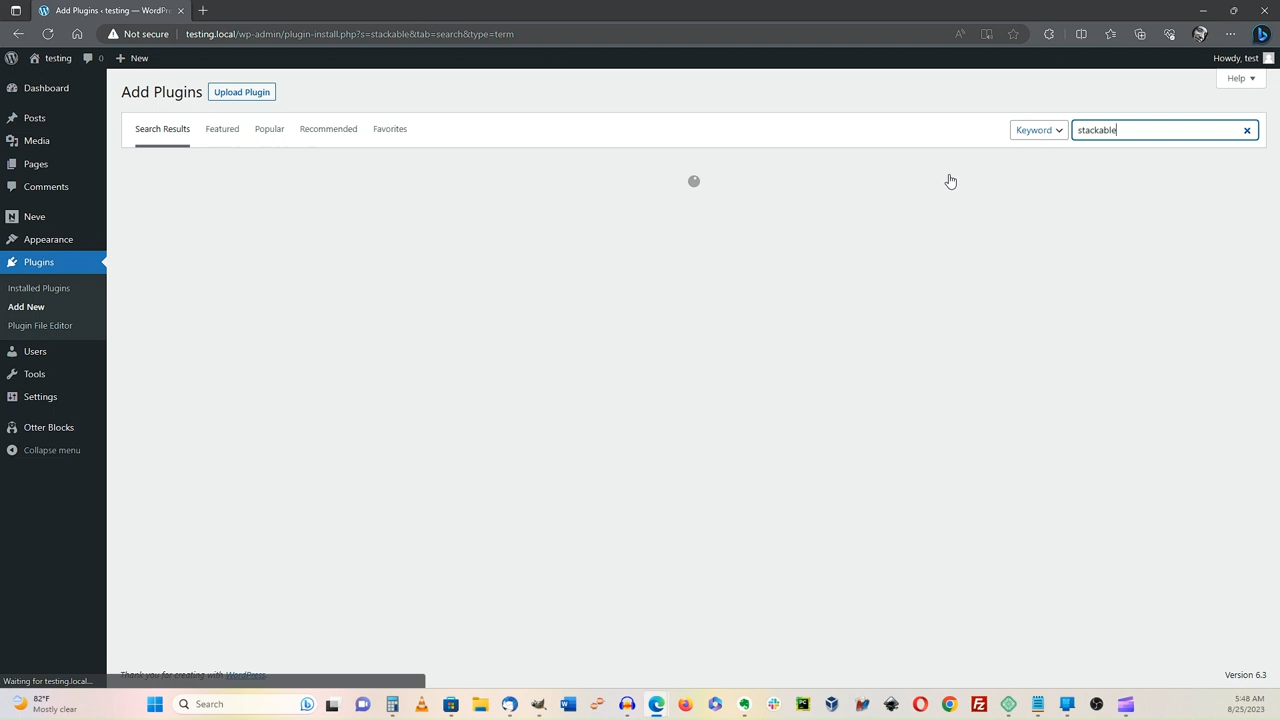 Add Plugins ‹ testing — WordPr
Not secure testing.local/wp-admin/plugin-install.php?s=stackable&tab=search&type=term
testing 0 New Howdy, test
Dashboard
Posts
Media
Pages
Comments
Neve
Appearance
Plugins
Installed Plugins
Add New
Plugin File Editor
Users
Tools
Settings
Otter Blocks
Collapse menu
Add Plugins Upload Plugin Help
Search Results Featured Popular Recommended Favorites Keyword stackable
Thank you for creating with WordPress. Version 6.3
Waiting for testing.local...
82°F
Mostly clear
Search
5:48 AM
8/25/2023